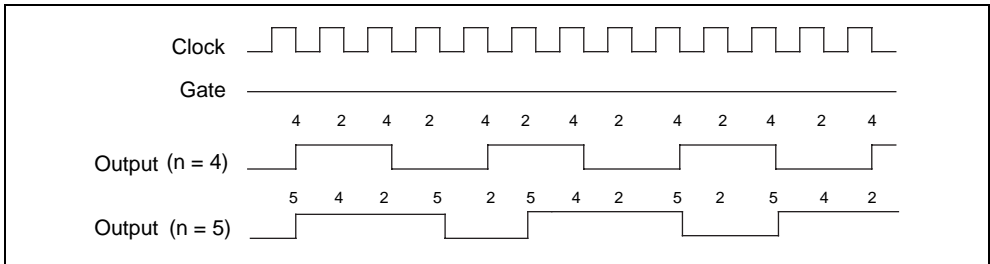 Clock
Gate
4 2 4 2 4 2 4 2 4 2 4 2 4
Output (n = 4)
5 4 2 5 2 5 4 2 5 2 5 4 2
Output (n = 5)